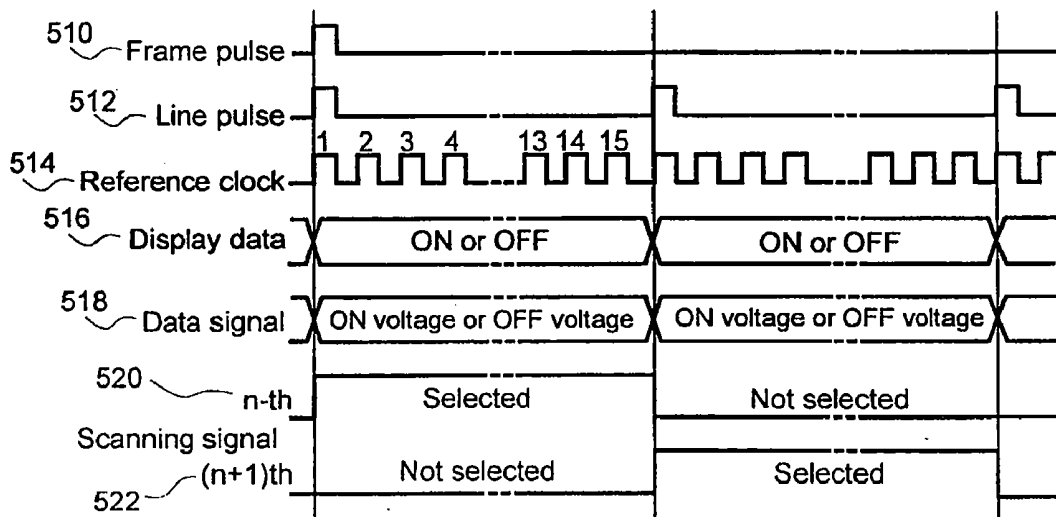 510
Frame pulse
512
Line pulse
1 2 3 4 13 14 15
514
Reference clock
516
Display data ON or OFF ON or OFF
518
Data signal ON voltage or OFF voltage ON voltage or OFF voltage
520
n-th Selected Not selected
Scanning signal
(n+1)th Not selected Selected
522